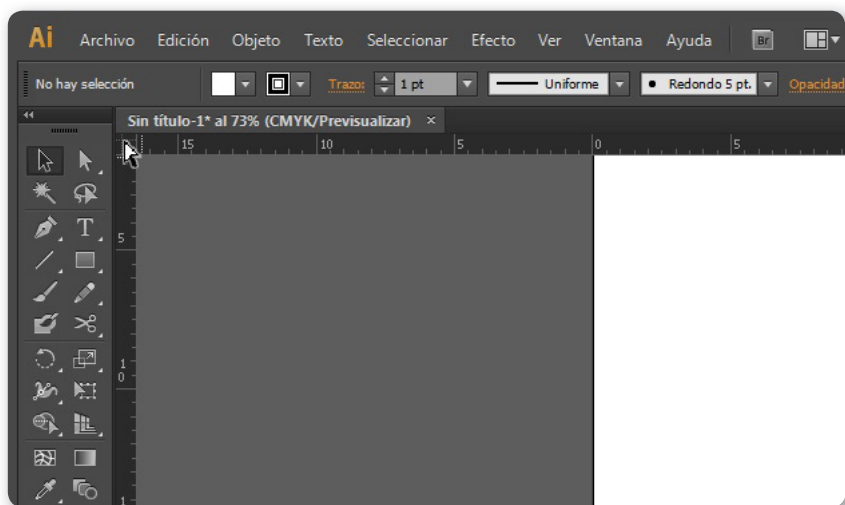 Ai Archivo Edición Objeto Texto Seleccionar Efecto Ver Ventana Ayuda Br
No hay selección Trazo: 1 pt Uniforme Redondo 5 pt. Opacidad
Sin título-1* al 73% (CMYK/Previsualizar) ×
15 10 5 0 5
5
T
1
0
1